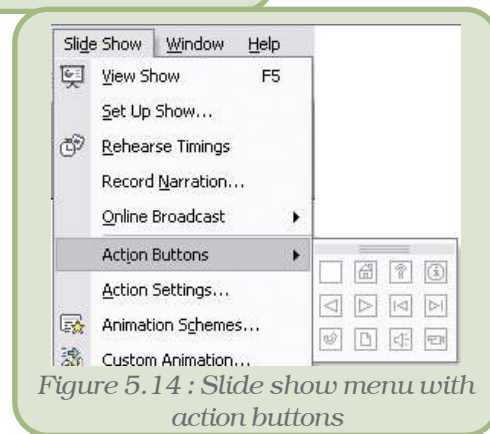 Slide Show Window Help
View Show F5
Set Up Show...
Rehearse Timings
Record Narration...
Online Broadcast
Action Buttons
Action Settings...
Animation Schemes...
Custom Animation...
Figure 5.14 : Slide show menu with
action buttons